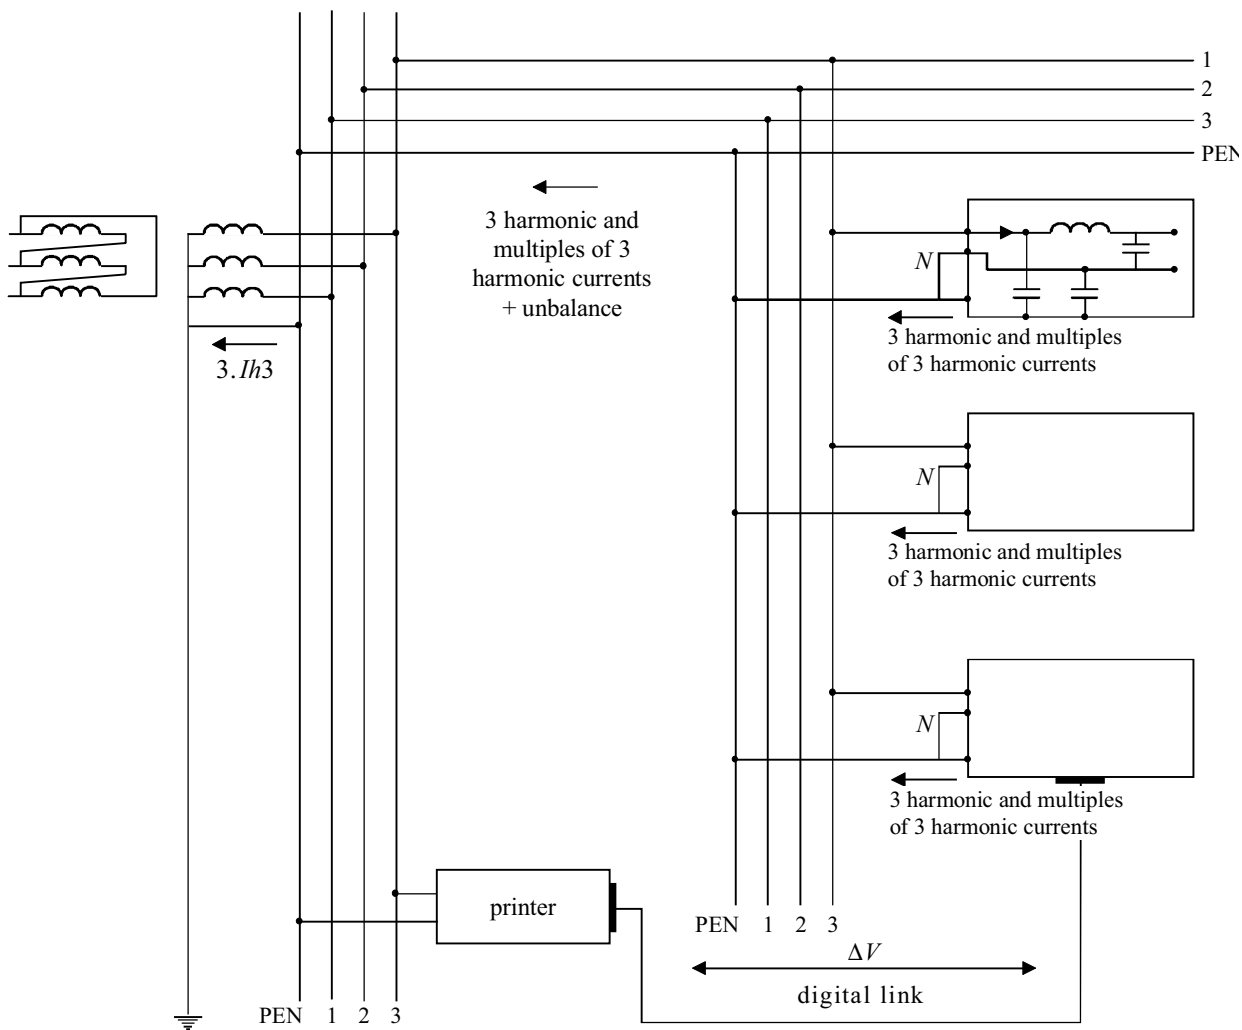 1
2
3
PEN
3 harmonic and
multiples of 3
harmonic currents
+ unbalance
N
3 harmonic and multiples
of 3 harmonic currents
3.Ih3
N
3 harmonic and multiples
of 3 harmonic currents
N
3 harmonic and multiples
of 3 harmonic currents
printer
PEN 1 2 3
ΔV
digital link
PEN 1 2 3